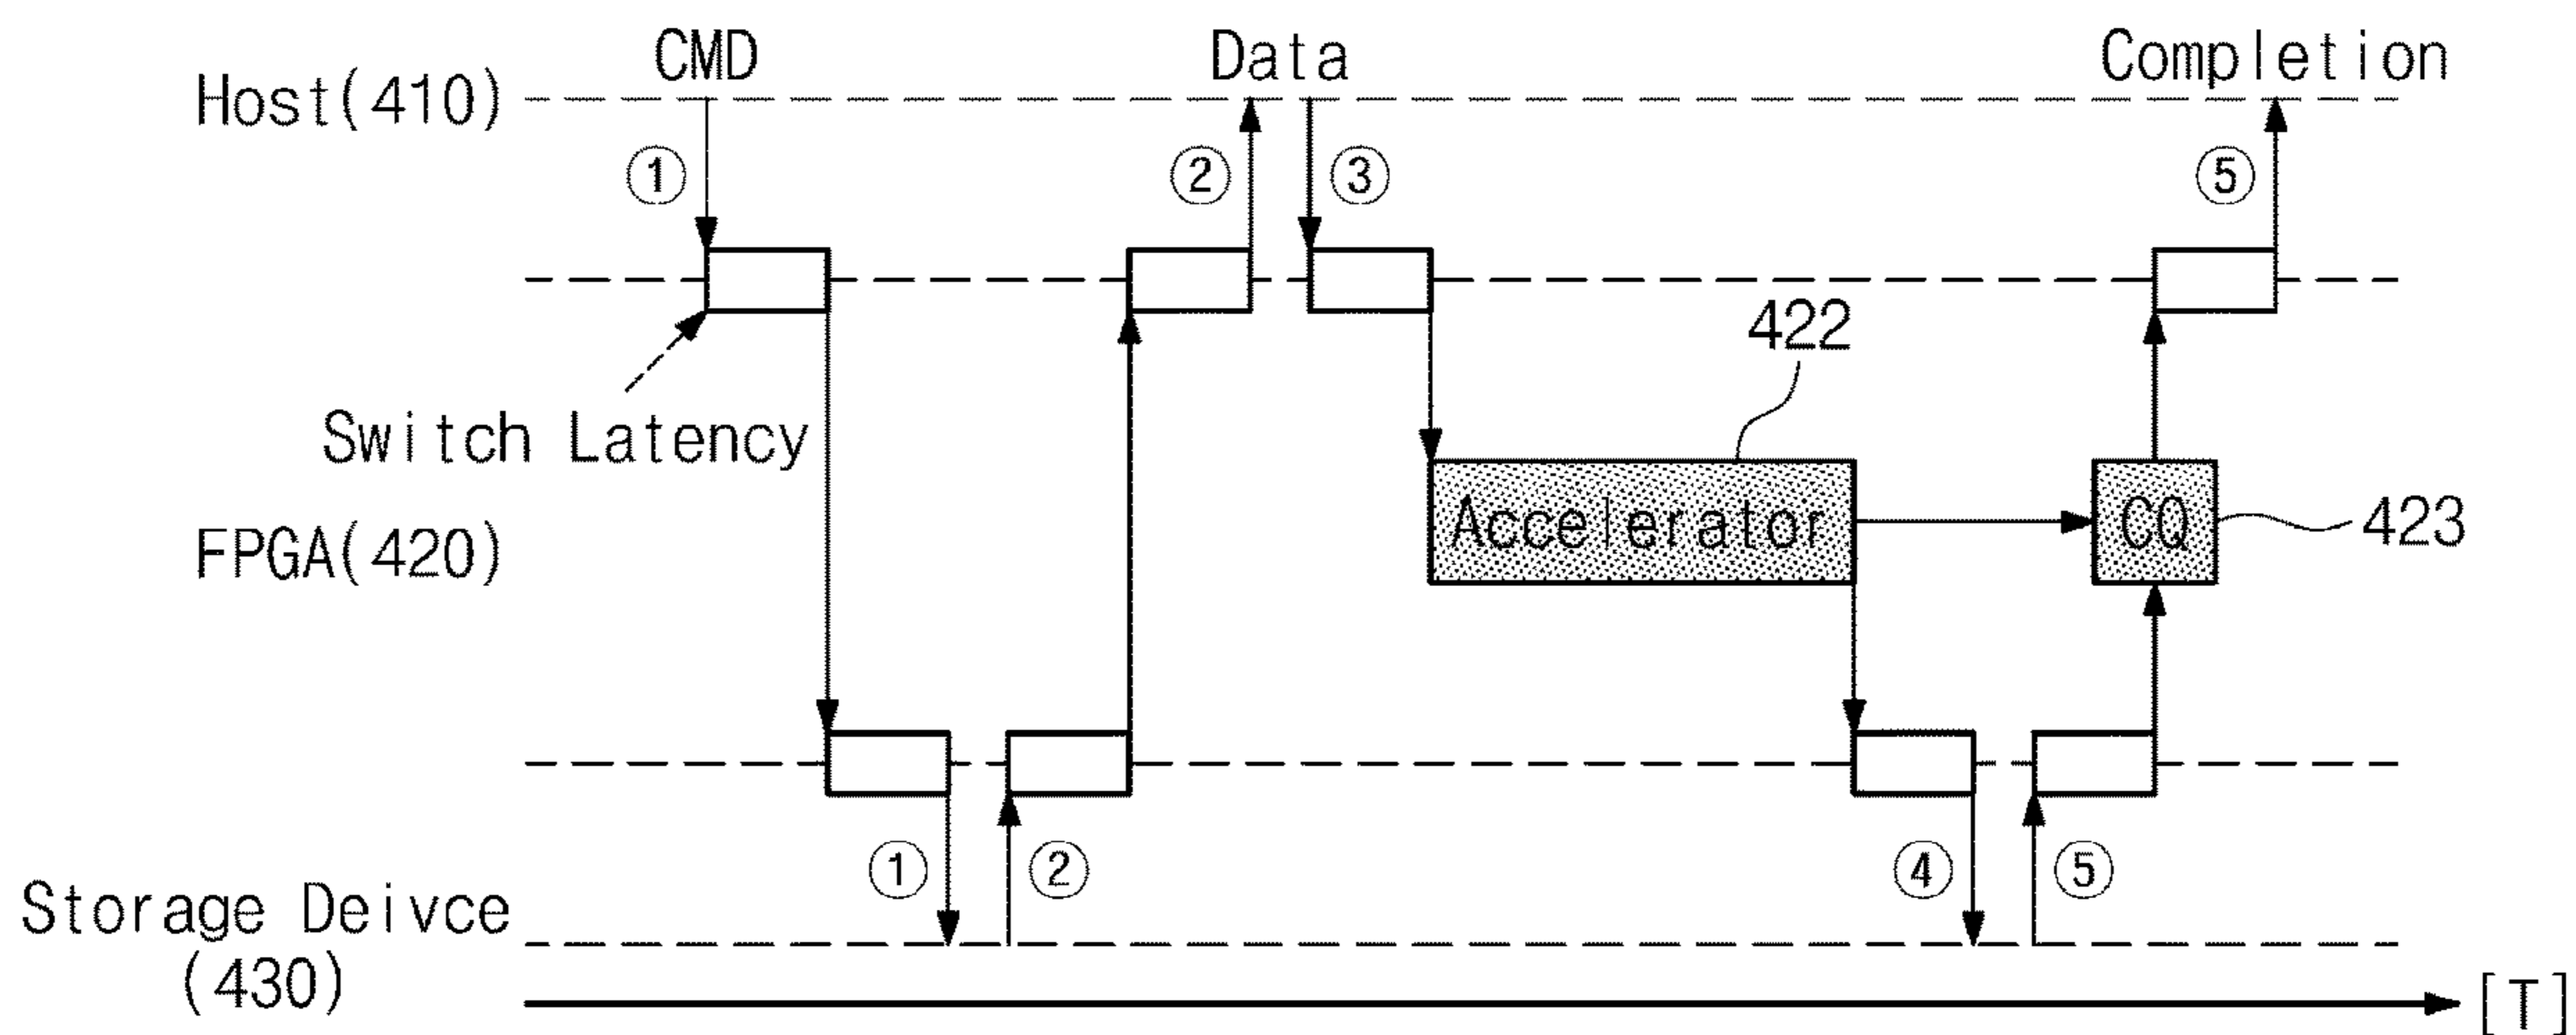 CMD Data Completion
Host(410)
① ② ③ ⑤
422
Switch Latency
Accelerator CQ
FPGA(420) 423
① ② ④ ⑤
Storage Deivce
(430)
[T]